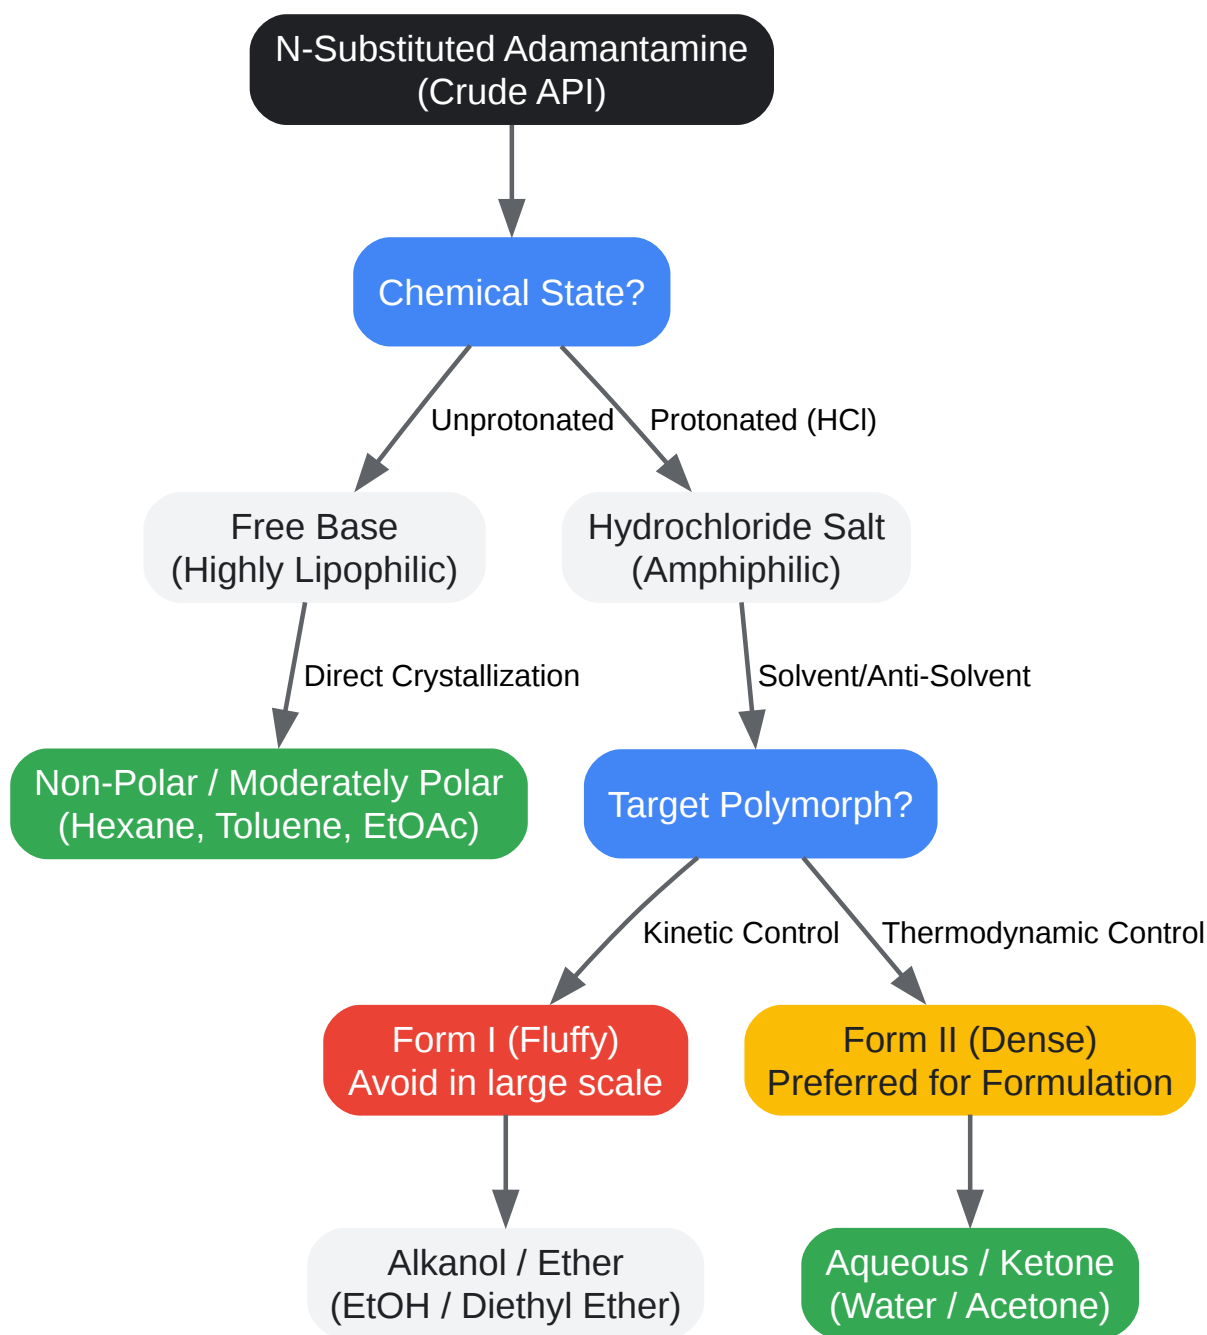 N-Substituted Adamantamine
(Crude API)
Chemical State?
Unprotonated
Protonated (HCl)
Free Base
(Highly Lipophilic)
Hydrochloride Salt
(Amphiphilic)
Direct Crystallization
Solvent/Anti-Solvent
Non-Polar / Moderately Polar
(Hexane, Toluene, EtOAc)
Target Polymorph?
Kinetic Control
Thermodynamic Control
Form I (Fluffy)
Avoid in large scale
Form II (Dense)
Preferred for Formulation
Alkanol / Ether
(EtOH / Diethyl Ether)
Aqueous / Ketone
(Water / Acetone)